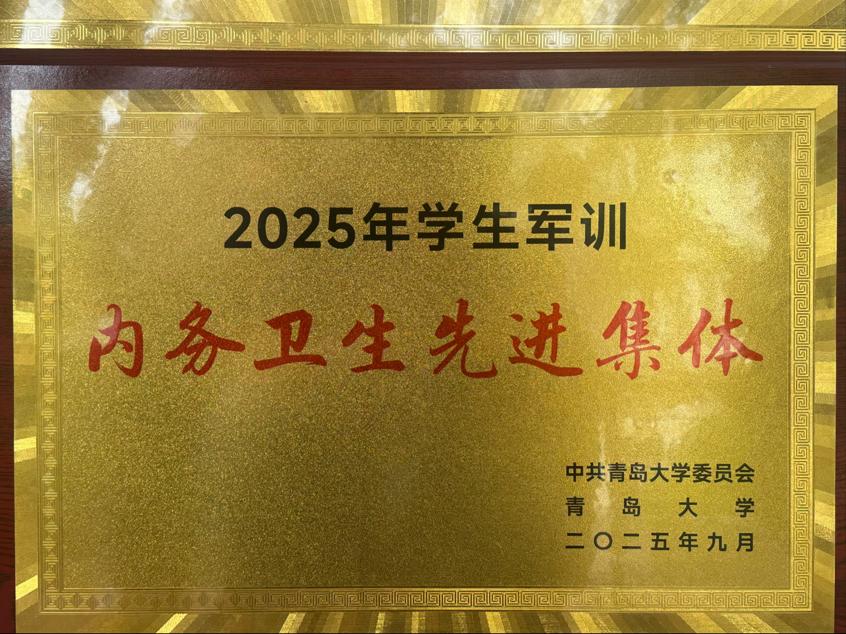 2025年学生军训
内务卫生先进集体
中共青岛大学委员会
青岛大学
二〇二五年九月